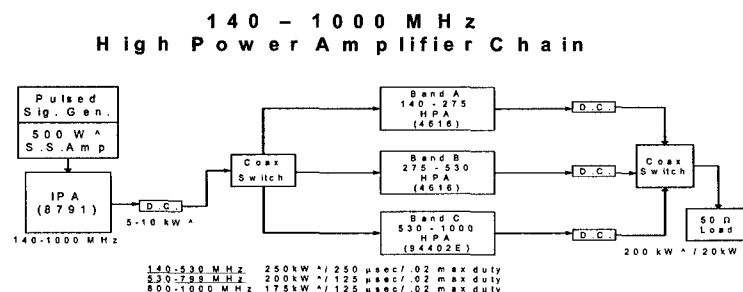 140 – 1000 MHz
High Power Amplifier Chain
Pulsed
Sig. Gen.
500 W ^
S.S.Amp
IPA
(8791)
140-1000 MHz
D.C.
5-10 kW ^
Coax
Switch
Band A
140 - 275
HPA
(4616)
D.C.
Band B
275 - 530
HPA
(4616)
D.C.
Band C
530 - 1000
HPA
(94402E)
D.C.
Coax
Switch
50 Ω
Load
200 kW ^ / 20kW
140-530 MHz 250kW ^/ 250 µsec/ .02 max duty
530-799 MHz 200kW ^/ 125 µsec/ .02 max duty
800-1000 MHz 175kW ^/ 125 µsec/ .02 max duty